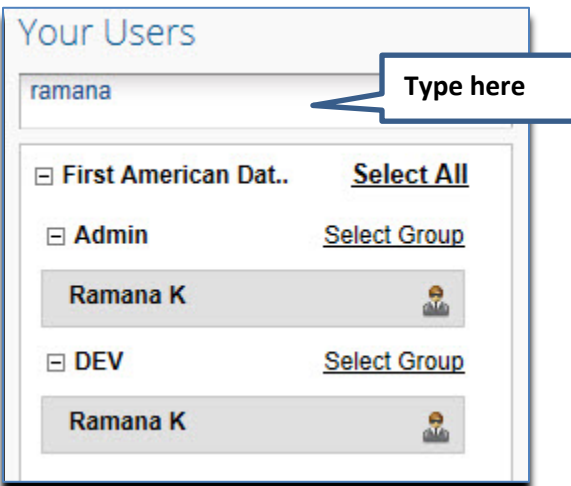 Your Users
ramana
Type here
First American Dat.. Select All
Admin Select Group
Ramana K
DEV Select Group
Ramana K